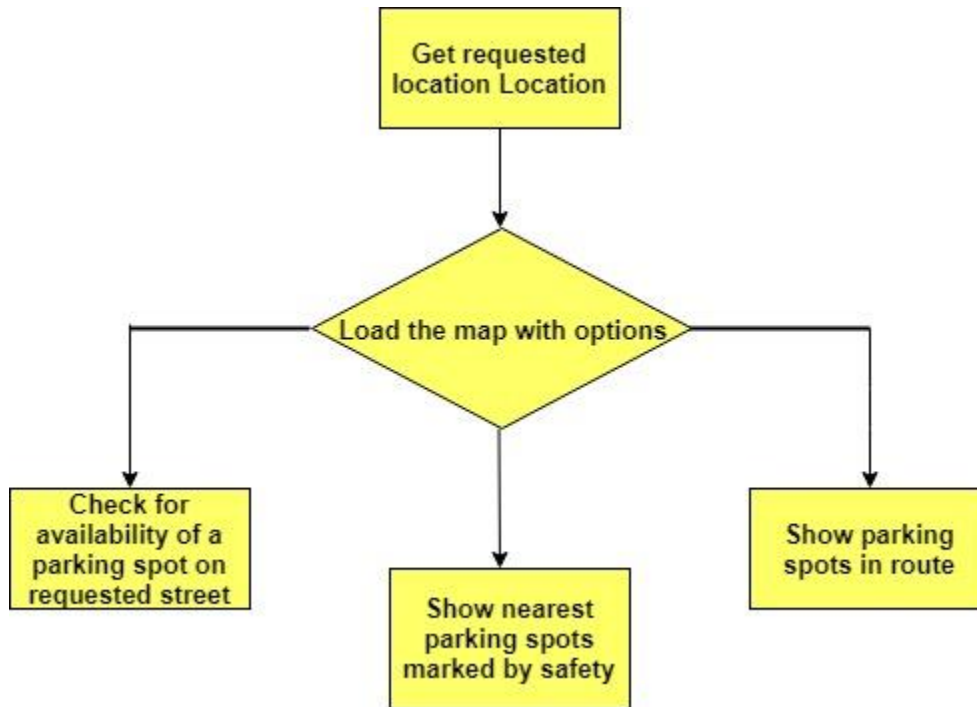 Get requested
location Location
Load the map with options
Check for
availability of a
parking spot on
requested street
Show nearest
parking spots
marked by safety
Show parking
spots in route